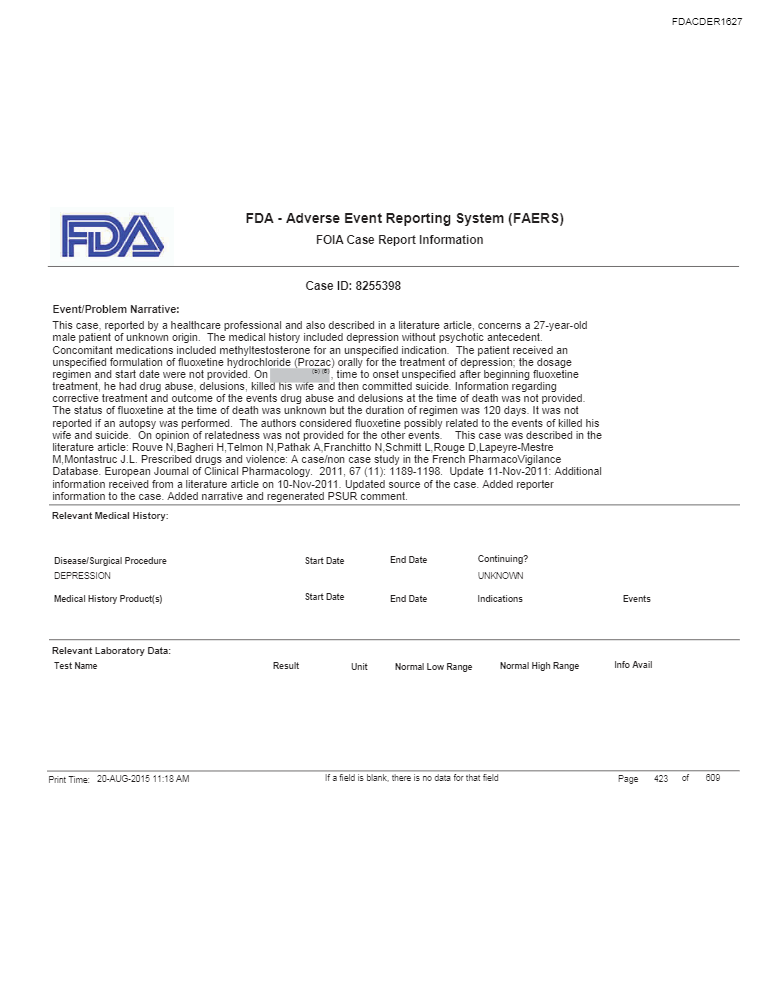 FDACDER1627
FDA
FDA - Adverse Event Reporting System (FAERS)
FOIA Case Report Information
Case ID: 8255398
Event/Problem Narrative:
This case, reported by a healthcare professional and also described in a literature article, concerns a 27-year-old
male patient of unknown origin.  The medical history included depression without psychotic antecedent.
Concomitant medications included methyltestosterone for an unspecified indication.  The patient received an
unspecified formulation of fluoxetine hydrochloride (Prozac) orally for the treatment of depression; the dosage
regimen and start date were not provided. On (b) (6), time to onset unspecified after beginning fluoxetine
treatment, he had drug abuse, delusions, killed his wife and then committed suicide. Information regarding
corrective treatment and outcome of the events drug abuse and delusions at the time of death was not provided.
The status of fluoxetine at the time of death was unknown but the duration of regimen was 120 days. It was not
reported if an autopsy was performed.  The authors considered fluoxetine possibly related to the events of killed his
wife and suicide.  On opinion of relatedness was not provided for the other events.    This case was described in the
literature article: Rouve N,Bagheri H,Telmon N,Pathak A,Franchitto N,Schmitt L,Rouge D,Lapeyre-Mestre
M,Montastruc J.L. Prescribed drugs and violence: A case/non case study in the French PharmacoVigilance
Database. European Journal of Clinical Pharmacology.  2011, 67 (11): 1189-1198.  Update 11-Nov-2011: Additional
information received from a literature article on 10-Nov-2011. Updated source of the case. Added reporter
information to the case. Added narrative and regenerated PSUR comment.
Relevant Medical History:
Disease/Surgical Procedure Start Date End Date Continuing?
DEPRESSION UNKNOWN
Medical History Product(s) Start Date End Date Indications Events
Relevant Laboratory Data:
Test Name Result Unit Normal Low Range Normal High Range Info Avail
Print Time: 20-AUG-2015 11:18 AM If a field is blank, there is no data for that field Page 423 of 609